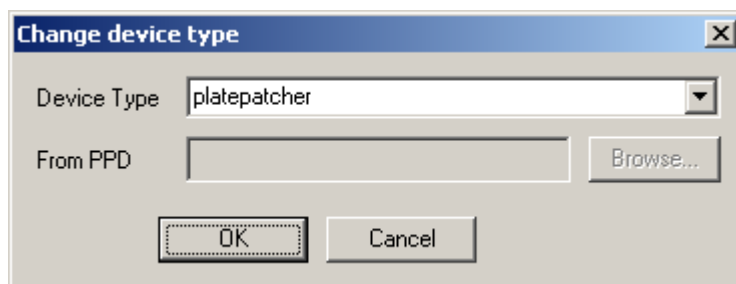 Change device type
Device Type platepatcher
From PPD Browse...
OK Cancel